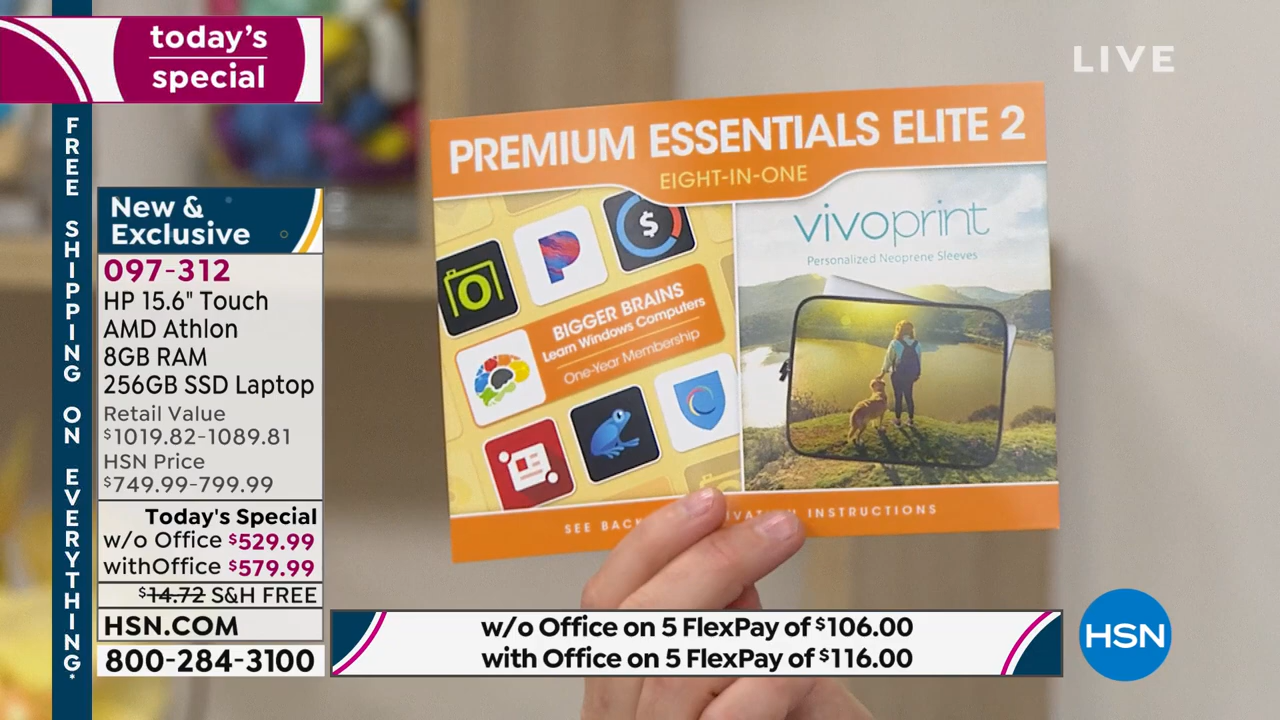 today's
special
LIVE
FREE SHIPPING ON EVERYTHING*
New &
Exclusive
097-312
HP 15.6" Touch
AMD Athlon
8GB RAM
256GB SSD Laptop
Retail Value
$1019.82-1089.81
HSN Price
$749.99-799.99
Today's Special
w/o Office $529.99
withOffice $579.99
$14.72 S&H FREE
HSN.COM
800-284-3100
PREMIUM ESSENTIALS ELITE 2
EIGHT-IN-ONE
vivoprint
Personalized Neoprene Sleeves
$
P
BIGGER BRAINS
Learn Windows Computers
One-Year Membership
SEE BACK INSTRUCTIONS
w/o Office on 5 FlexPay of $106.00
with Office on 5 FlexPay of $116.00
HSN